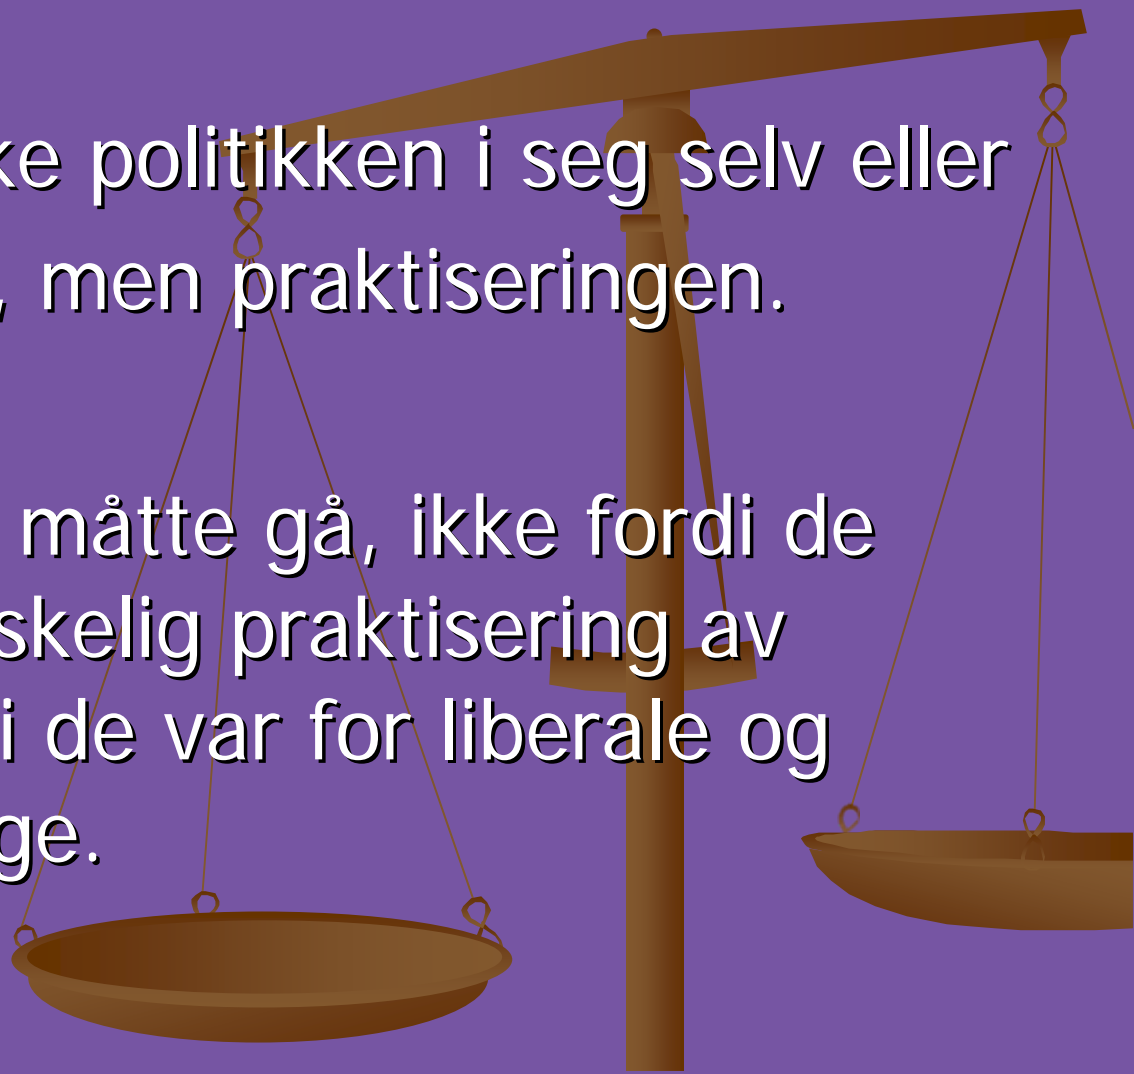 ke politikken i seg selv eller
, men praktiseringen.
måtte gå, ikke fordi de
skelig praktisering av
i de var for liberale og
ge.